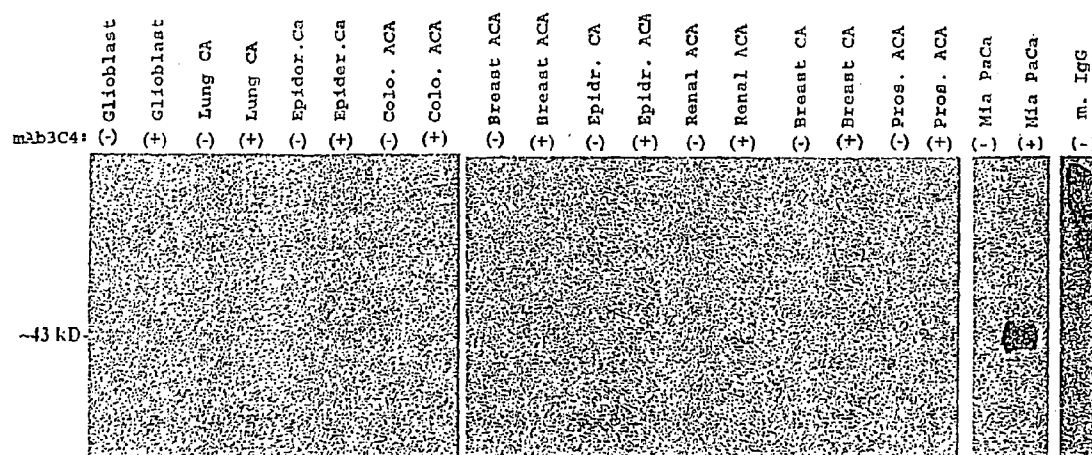 Glioblast
Glioblast
Lung CA
Lung CA
Epider.Ca
Epider.Ca
Colo. ACA
Colo. ACA
Breast ACA
Breast ACA
Epidr. CA
Epidr. ACA
Renal ACA
Renal ACA
Breast CA
Breast CA
Pros. ACA
Pros. ACA
Mia PaCa
Mia PaCa
m. IgG
mAb3C4: (-) (+) (-) (+) (-) (+) (-) (+) (-) (+) (-) (+) (-) (+) (-) (+) (-) (+) (-) (+) (-
~43 kD-